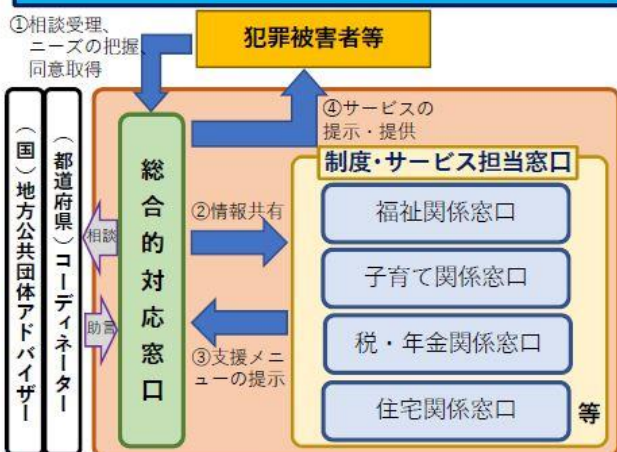 ①相談受理、
ニーズの把握、
同意取得
犯罪被害者等
④サービスの
提示・提供
(国)地方公共団体アドバイザー
(都道府県)コーディネーター
相談
助言
総合的対応窓口
②情報共有
③支援メニ
ューの提示
制度・サービス担当窓口
福祉関係窓口
子育て関係窓口
税・年金関係窓口
住宅関係窓口
等